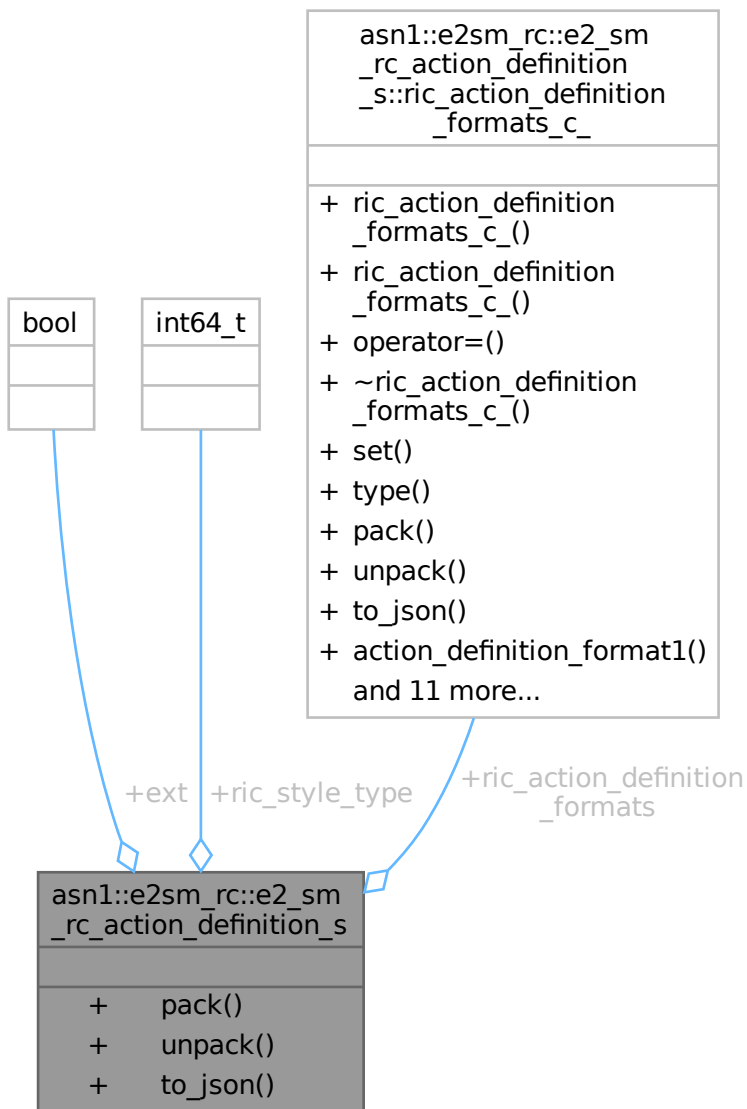 asn1::e2sm_rc::e2_sm
_rc_action_definition
_s::ric_action_definition
_formats_c_
+ ric_action_definition
_formats_c_()
+ ric_action_definition
_formats_c_()
+ operator=()
+ ~ric_action_definition
_formats_c_()
+ set()
+ type()
+ pack()
+ unpack()
+ to_json()
+ action_definition_format1()
and 11 more...
bool
int64_t
+ext
+ric_style_type
+ric_action_definition
_formats
asn1::e2sm_rc::e2_sm
_rc_action_definition_s
+ pack()
+ unpack()
+ to_json()